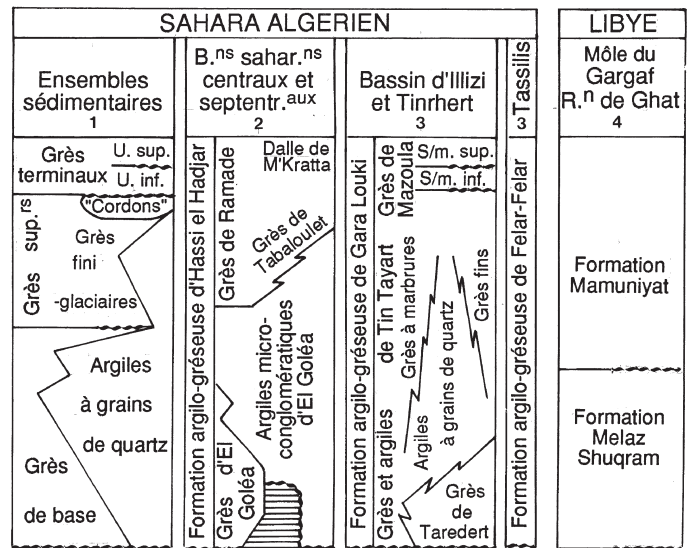 SAHARA ALGERIEN
LIBYE
Ensembles
sédimentaires
1
B.ns sahar.ns
centraux et
septentr.aux
2
Bassin d'Illizi
et Tinrhert
3
Tassilis
3
Môle du
Gargaf
R.n de Ghat
4
Grès
terminaux
U. sup.
U. inf.
"Cordons"
Grès sup.rs
Grès
fini
-glaciaires
Argiles
à grains
de quartz
Grès
de base
Formation argilo-gréseuse d'Hassi el Hadjar
Grès de Ramade
Dalle de
M'Kratta
Grès de
Tabaloulet
Argiles micro-
conglomératiques
d'El Goléa
Grès d'El
Goléa
Formation argilo-gréseuse de Gara Louki
Grès de
Mazoula
S/m. sup.
S/m. inf.
Grès et argiles de Tin Tayart
Grès à marbrures
Argiles
à grains de quartz
Grès fins
Grès
de
Taredert
Formation argilo-gréseuse de Felar-Felar
Formation
Mamuniyat
Formation
Melaz
Shuqram